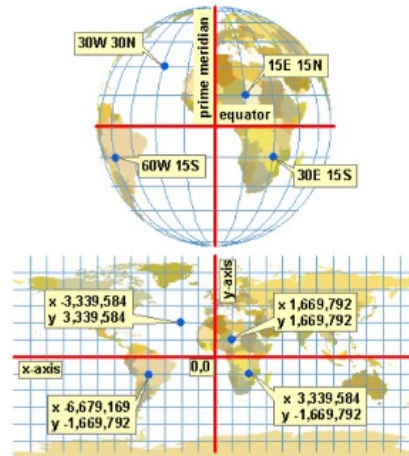 30W 30N
prime meridian
15E 15N
equator
60W 15S
30E 15S
y-axis
x -3,339,584
y 3,339,584
x 1,669,792
y 1,669,792
x-axis
0,0
x -6,679,169
y -1,669,792
x 3,339,584
y -1,669,792